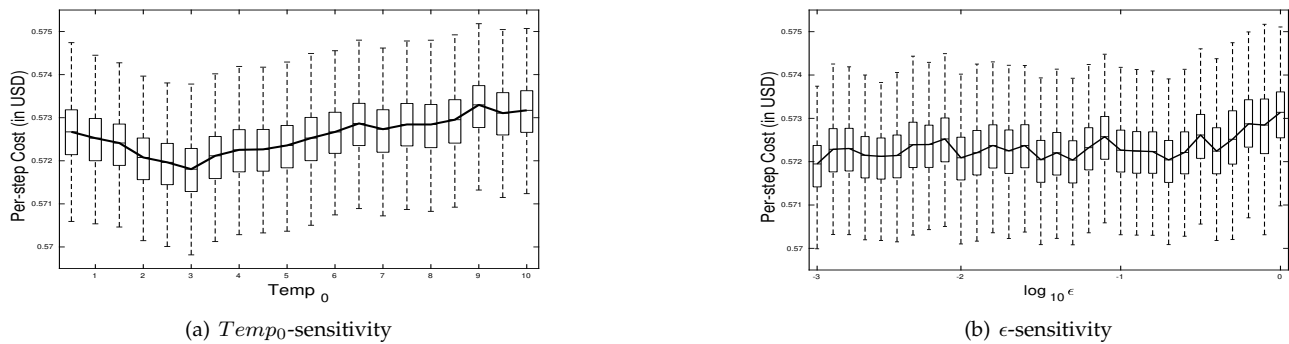 0.575
0.574
0.573
0.572
0.571
0.57
Per-step Cost (in USD)
1 2 3 4 5 6 7 8 9 10
Temp 0
(a) Temp0-sensitivity
0.575
0.574
0.573
0.572
0.571
0.57
Per-step Cost (in USD)
-3 -2 -1 0
log 10 ϵ
(b) ϵ-sensitivity